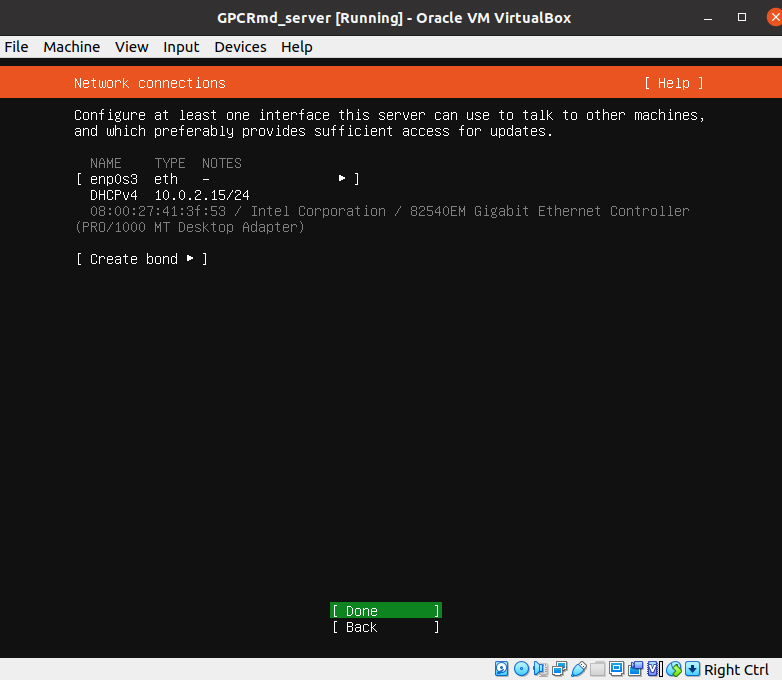 GPCRmd_server [Running] - Oracle VM VirtualBox
File Machine View Input Devices Help
Network connections [ Help ]
Configure at least one interface this server can use to talk to other machines,
and which preferably provides sufficient access for updates.
NAME TYPE NOTES
[ enp0s3 eth - ▸ ]
DHCPv4 10.0.2.15/24
08:00:27:41:3f:53 / Intel Corporation / 82540EM Gigabit Ethernet Controller
(PRO/1000 MT Desktop Adapter)
[ Create bond ▸ ]
[ Done ]
[ Back ]
Right Ctrl